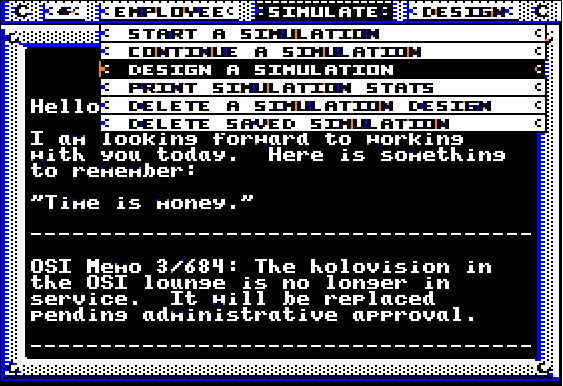 EMPLOYEE SIMULATE DESIGN
START A SIMULATION
CONTINUE A SIMULATION
DESIGN A SIMULATION
PRINT SIMULATION STATS
DELETE A SIMULATION DESIGN
DELETE SAVED SIMULATION
Hello
I am looking forward to working
with you today. Here is something
to remember:
"Time is money."
OSI Memo 3/684: The holovision in
the OSI lounge is no longer in
service. It will be replaced
pending administrative approval.